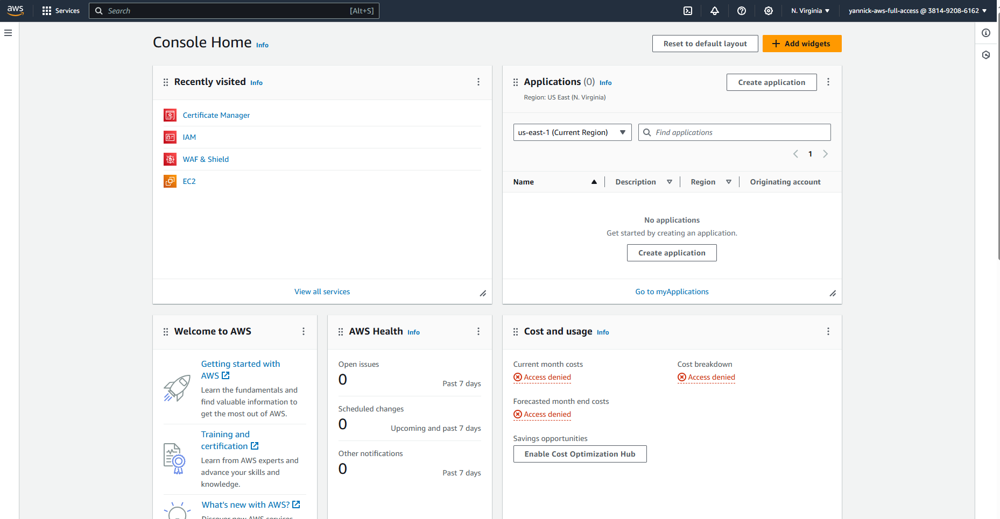 aws
Services
Search
[Alt+S]
N. Virginia
yannick-aws-full-access @ 3814-9208-6162
Console Home Info
Reset to default layout
Add widgets
Recently visited Info
Certificate Manager
IAM
WAF & Shield
EC2
View all services
Applications (0) Info
Region: US East (N. Virginia)
Create application
us-east-1 (Current Region)
Find applications
1
Name
Description
Region
Originating account
No applications
Get started by creating an application.
Create application
Go to myApplications
Welcome to AWS
Getting started with
AWS
Learn the fundamentals and
find valuable information to
get the most out of AWS.
Training and
certification
Learn from AWS experts and
advance your skills and
knowledge.
What's new with AWS?
Discover new AWS services
AWS Health Info
Open issues
0
Past 7 days
Scheduled changes
0
Upcoming and past 7 days
Other notifications
0
Past 7 days
Cost and usage Info
Current month costs
Access denied
Cost breakdown
Access denied
Forecasted month end costs
Access denied
Savings opportunities
Enable Cost Optimization Hub